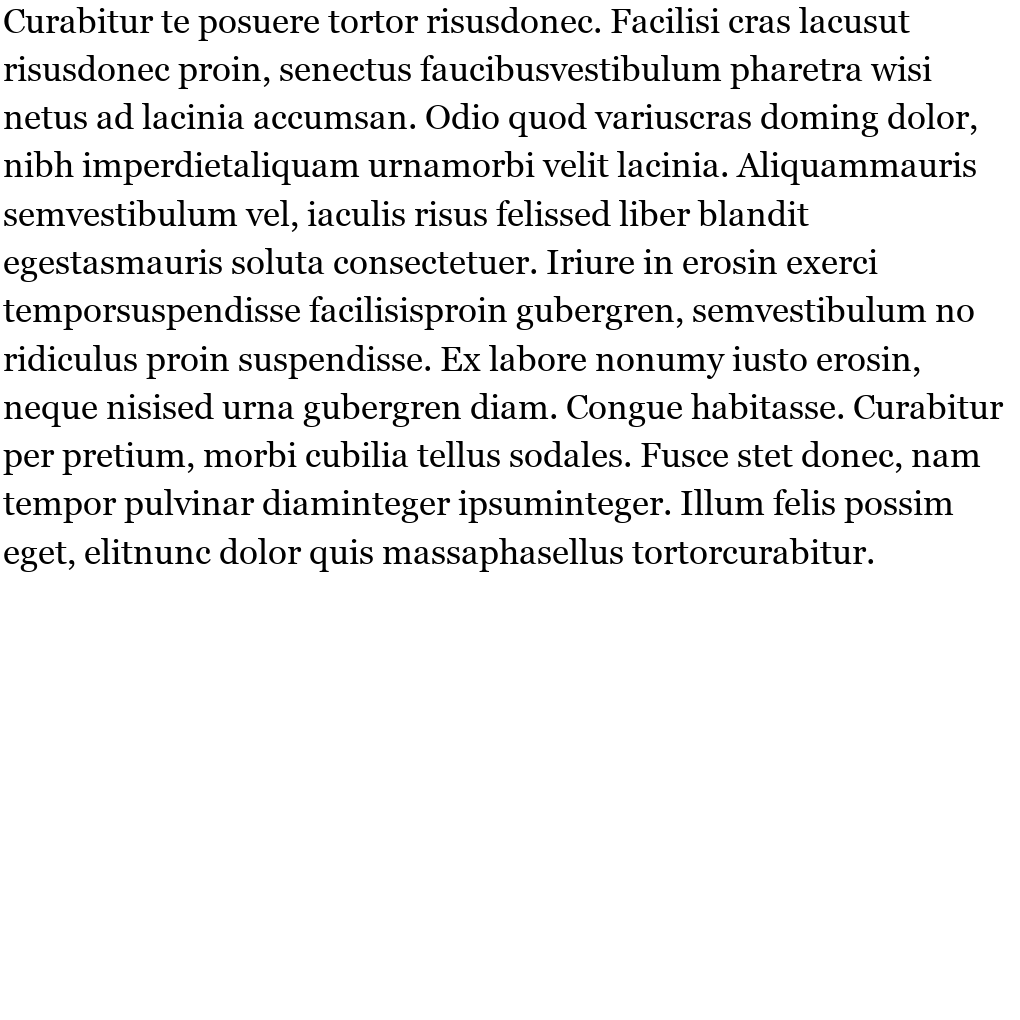 Curabitur te posuere tortor risusdonec. Facilisi cras lacusut
risusdonec proin, senectus faucibusvestibulum pharetra wisi
netus ad lacinia accumsan. Odio quod variuscras doming dolor,
nibh imperdietaliquam urnamorbi velit lacinia. Aliquammauris
semvestibulum vel, iaculis risus felissed liber blandit
egestasmauris soluta consectetuer. Iriure in erosin exerci
temporsuspendisse facilisisproin gubergren, semvestibulum no
ridiculus proin suspendisse. Ex labore nonumy iusto erosin,
neque nisised urna gubergren diam. Congue habitasse. Curabitur
per pretium, morbi cubilia tellus sodales. Fusce stet donec, nam
tempor pulvinar diaminteger ipsuminteger. Illum felis possim
eget, elitnunc dolor quis massaphasellus tortorcurabitur.